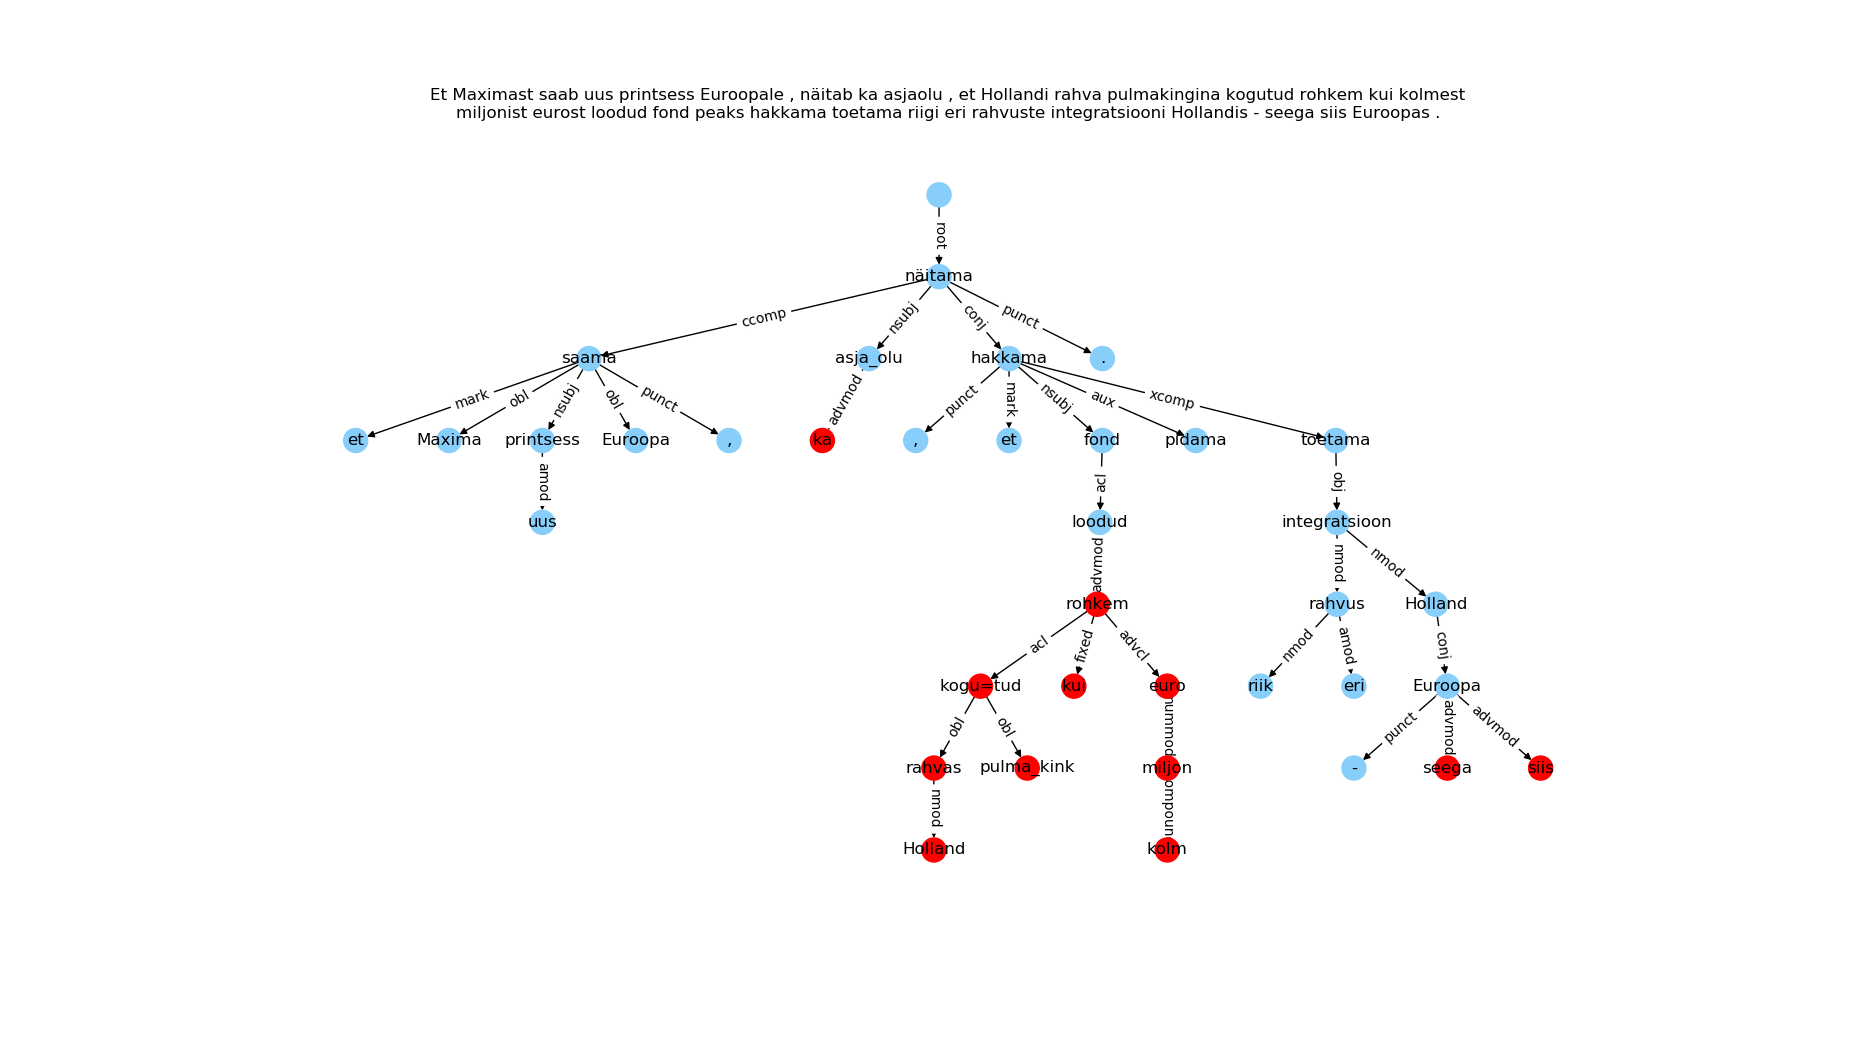 Et Maximast saab uus printsess Euroopale , näitab ka asjaolu , et Hollandi rahva pulmakingina kogutud rohkem kui kolmest
miljonist eurost loodud fond peaks hakkama toetama riigi eri rahvuste integratsiooni Hollandis - seega siis Euroopas .
root
näitama
ccomp nsubj conj punct
saama asja_olu hakkama .
mark obl nsubj obl punct advmod punct mark nsubj aux xcomp
et Maxima printsess Euroopa , ka , et fond pidama toetama
amod acl obj
uus loodud integratsioon
advmod nmod nmod
rohkem rahvus Holland
acl fixed advcl nmod amod conj
kogu=tud kui euro riik eri Euroopa
obl obl nummod punct advmod advmod
rahvas pulma_kink miljon - seega siis
nmod ompoun
Holland kolm